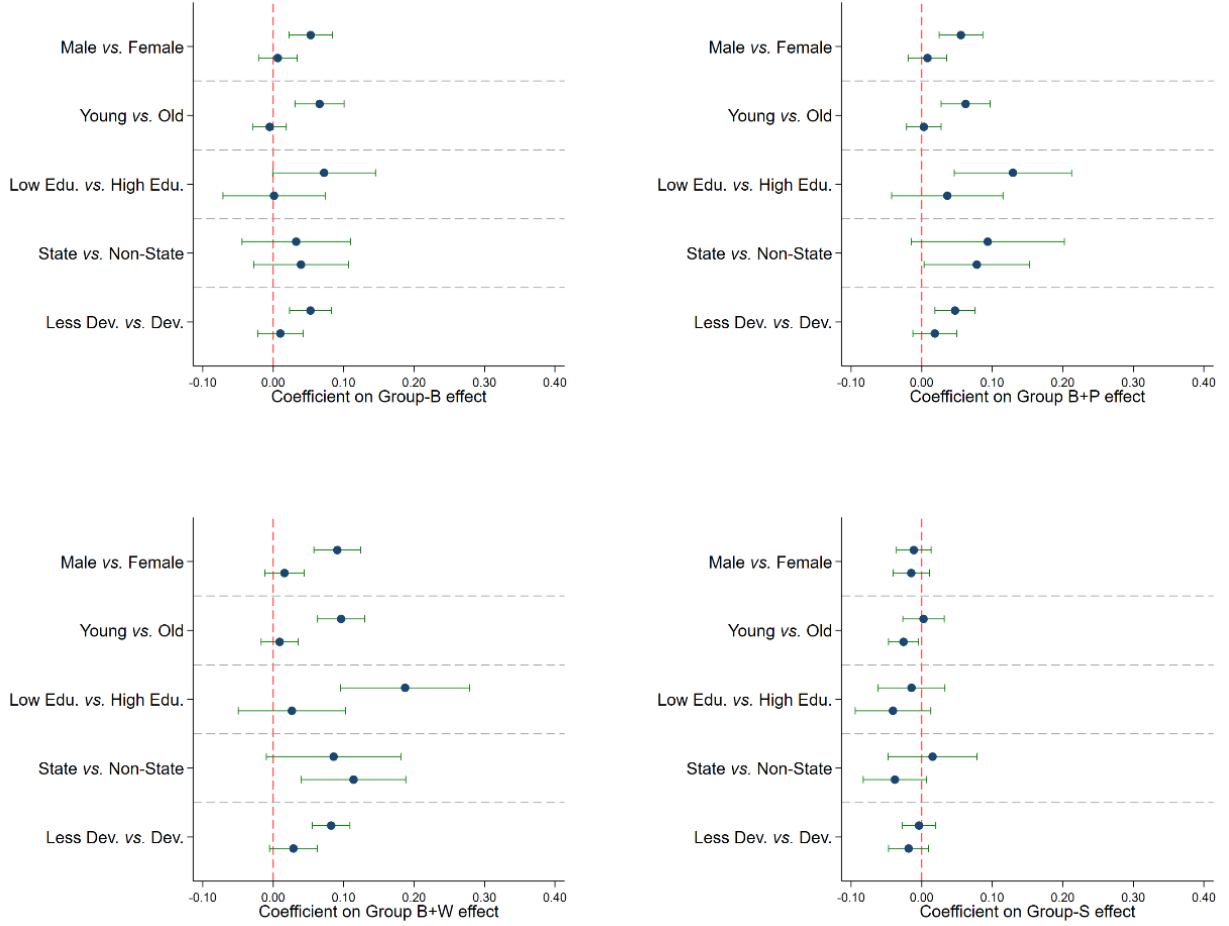 Male vs. Female
Young vs. Old
Low Edu. vs. High Edu.
State vs. Non-State
Less Dev. vs. Dev.
-0.10 0.00 0.10 0.20 0.30 0.40
Coefficient on Group-B effect
Male vs. Female
Young vs. Old
Low Edu. vs. High Edu.
State vs. Non-State
Less Dev. vs. Dev.
-0.10 0.00 0.10 0.20 0.30 0.40
Coefficient on Group B+P effect
Male vs. Female
Young vs. Old
Low Edu. vs. High Edu.
State vs. Non-State
Less Dev. vs. Dev.
-0.10 0.00 0.10 0.20 0.30 0.40
Coefficient on Group B+W effect
Male vs. Female
Young vs. Old
Low Edu. vs. High Edu.
State vs. Non-State
Less Dev. vs. Dev.
-0.10 0.00 0.10 0.20 0.30 0.40
Coefficient on Group-S effect